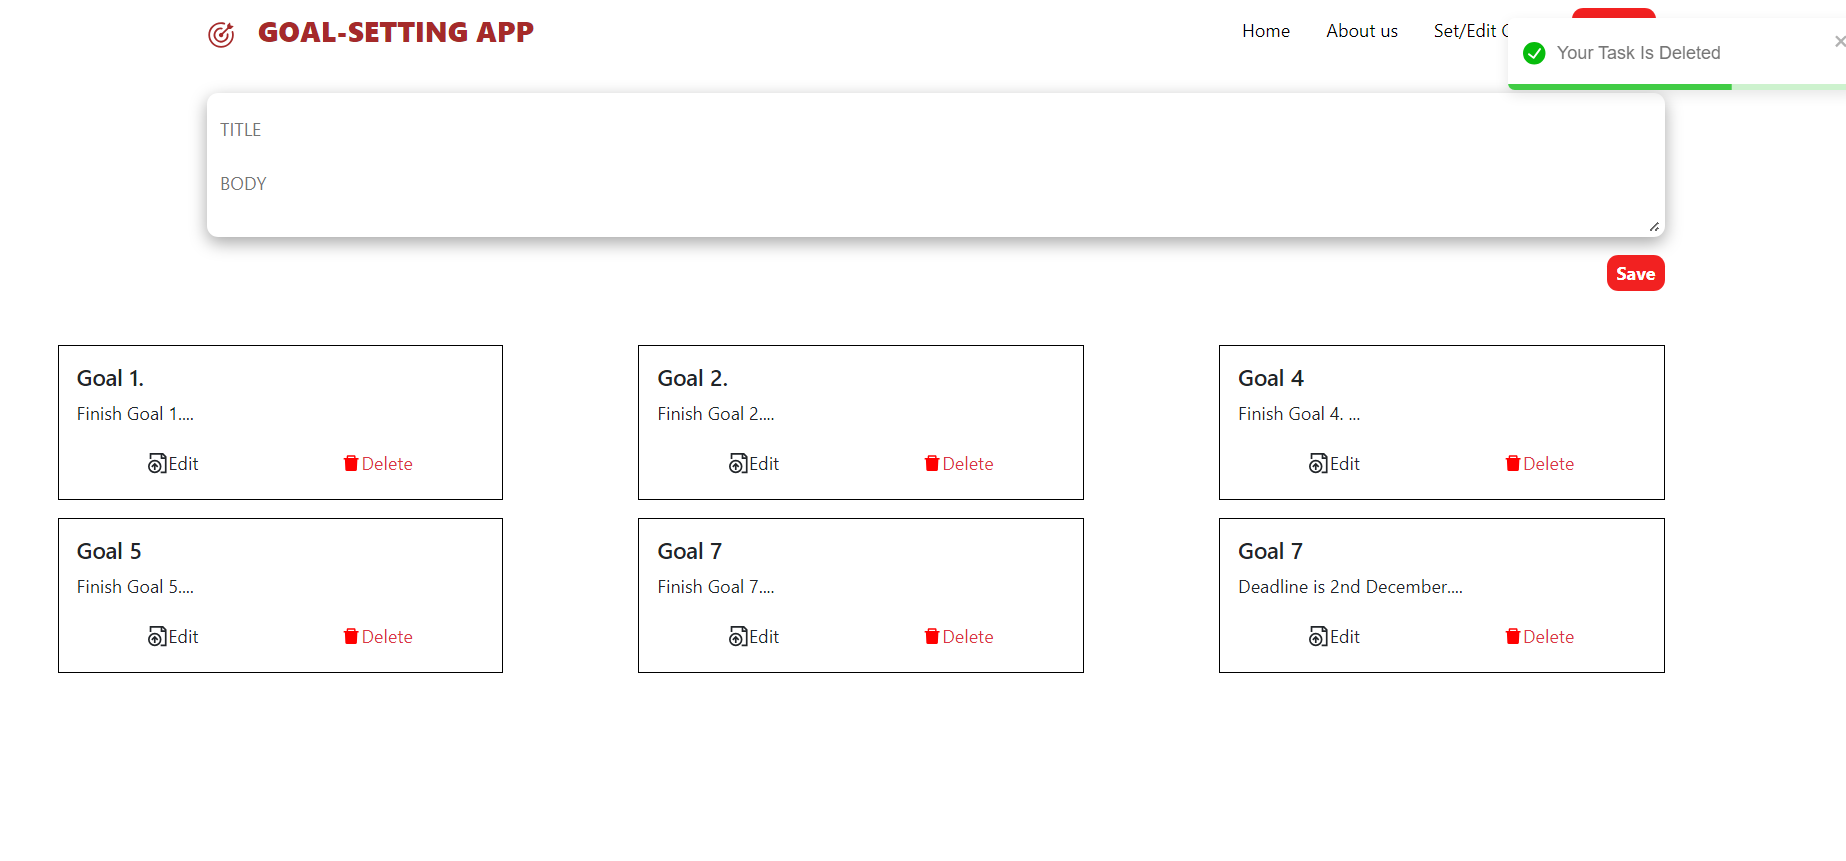 GOAL-SETTING APP
Home About us Set/Edit
Your Task Is Deleted
TITLE
BODY
Save
Goal 1.
Finish Goal 1....
Edit Delete
Goal 2.
Finish Goal 2....
Edit Delete
Goal 4
Finish Goal 4. ...
Edit Delete
Goal 5
Finish Goal 5....
Edit Delete
Goal 7
Finish Goal 7....
Edit Delete
Goal 7
Deadline is 2nd December....
Edit Delete